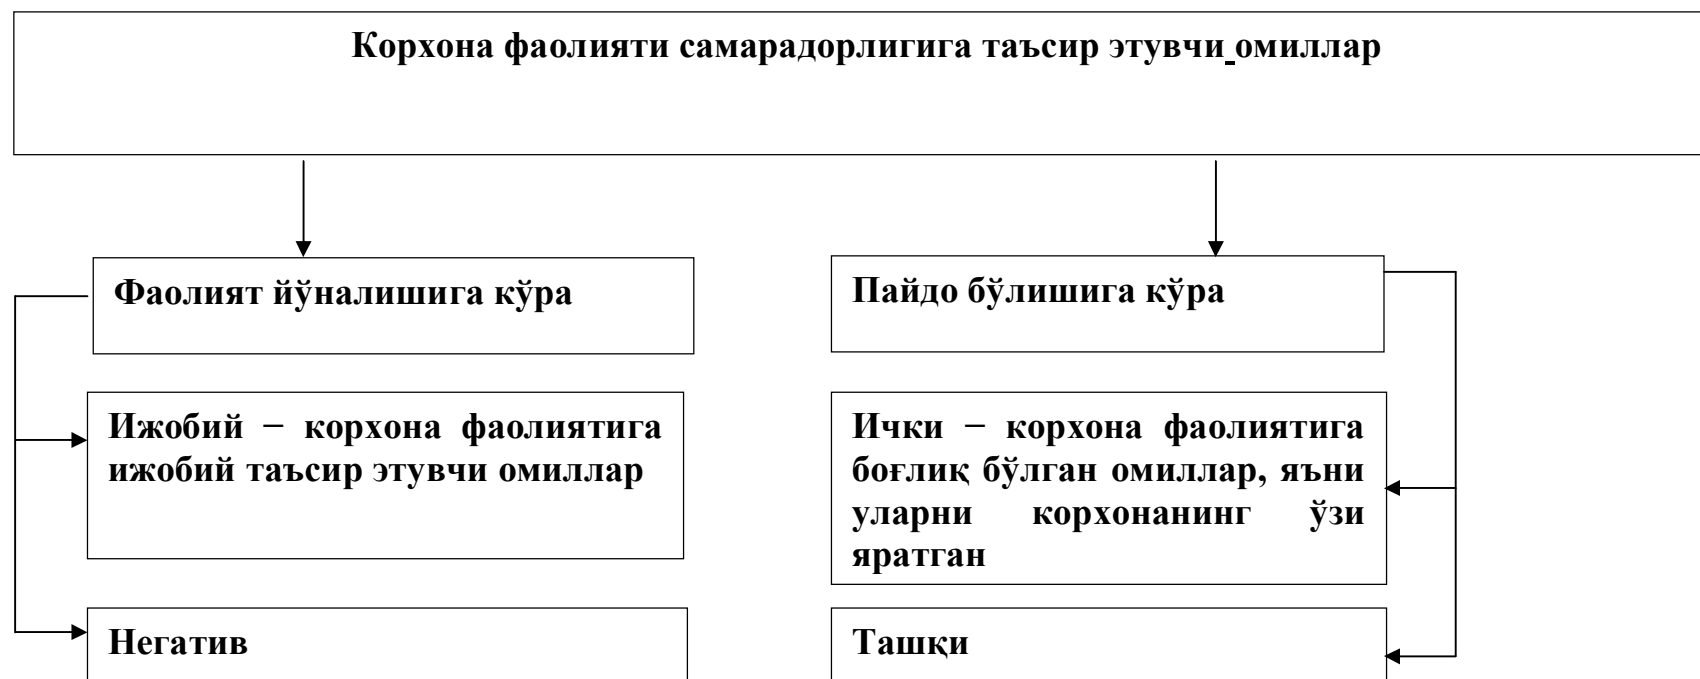 Корхона фаолияти самарадорлигига таъсир этувчи омиллар
Фаолият йўналишига кўра
Пайдо бўлишига кўра
Ижобий – корхона фаолиятига
ижобий таъсир этувчи омиллар
Ички – корхона фаолиятига
боғлиқ бўлган омиллар, яъни
уларни корхонанинг ўзи
яратган
Негатив
Ташқи